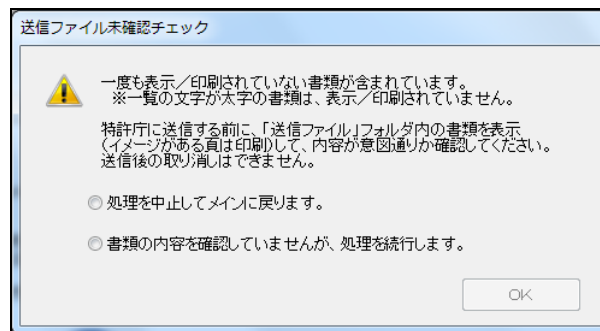 送信ファイル未確認チェック
一度も表示／印刷されていない書類が含まれています。
※一覧の文字が太字の書類は、表示／印刷されていません。
特許庁に送信する前に、「送信ファイル」フォルダ内の書類を表示
（イメージがある頁は印刷）して、内容が意図通りか確認してください。
送信後の取り消しはできません。
処理を中止してメインに戻ります。
書類の内容を確認していませんが、処理を続行します。
OK